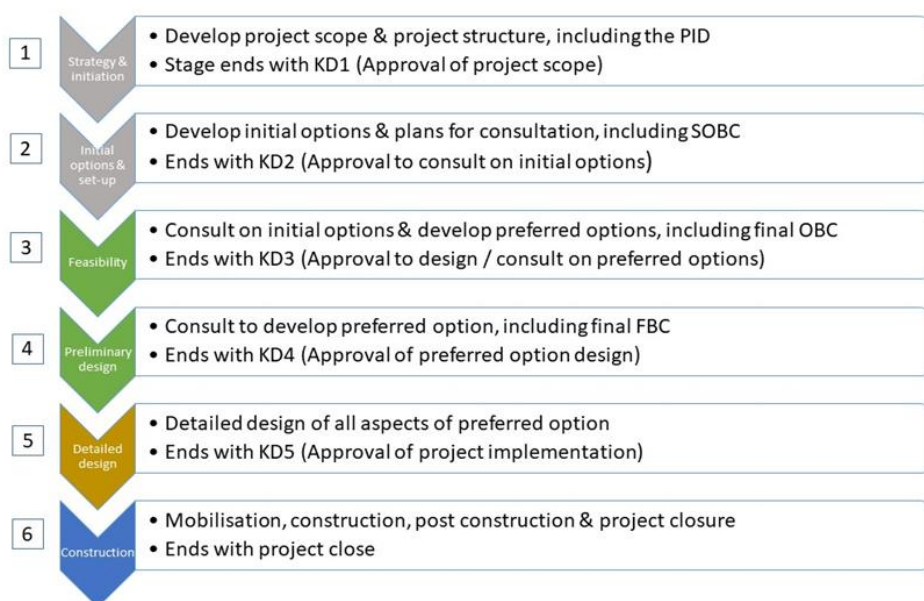 1
Strategy &
initiation
• Develop project scope & project structure, including the PID
• Stage ends with KD1 (Approval of project scope)
2
Initial
options &
set-up
• Develop initial options & plans for consultation, including SOBC
• Ends with KD2 (Approval to consult on initial options)
3
Feasibility
• Consult on initial options & develop preferred options, including final OBC
• Ends with KD3 (Approval to design / consult on preferred options)
4
Preliminary
design
• Consult to develop preferred option, including final FBC
• Ends with KD4 (Approval of preferred option design)
5
Detailed
design
• Detailed design of all aspects of preferred option
• Ends with KD5 (Approval of project implementation)
6
Construction
• Mobilisation, construction, post construction & project closure
• Ends with project close